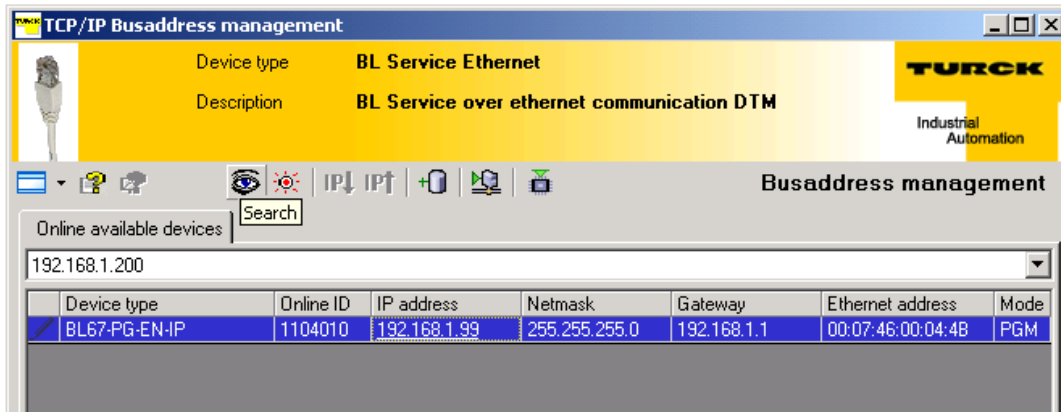 TURCK TCP/IP Busaddress management
Device type BL Service Ethernet
Description BL Service over ethernet communication DTM
TURCK
Industrial
Automation
IP IP Busaddress management
Search
Online available devices
192.168.1.200
Device type Online ID IP address Netmask Gateway Ethernet address Mode
BL67-PG-EN-IP 1104010 192.168.1.99 255.255.255.0 192.168.1.1 00:07:46:00:04:4B PGM